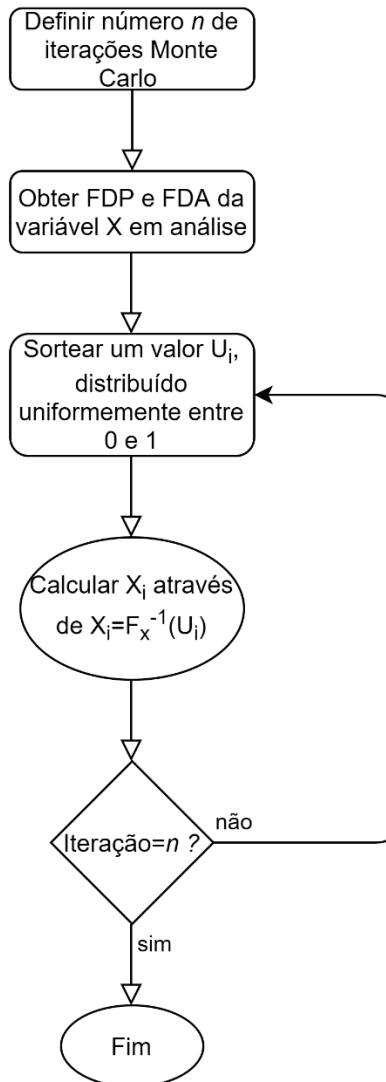 Definir número n de
iterações Monte
Carlo
Obter FDP e FDA da
variável X em análise
Sortear um valor Uᵢ,
distribuído
uniformemente entre
0 e 1
Calcular Xᵢ através
de Xᵢ=Fₓ⁻¹(Uᵢ)
Iteração=n ?
não
sim
Fim